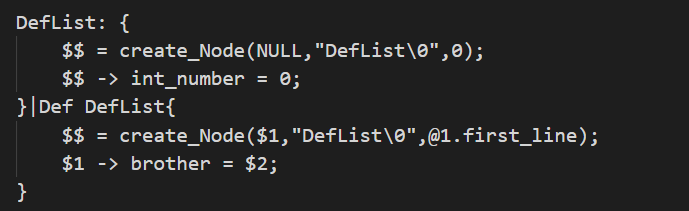 DefList: {
    $$ = create_Node(NULL,"DefList\0",0);
    $$ -> int_number = 0;
}|Def DefList{
    $$ = create_Node($1,"DefList\0",@1.first_line);
    $1 -> brother = $2;
}